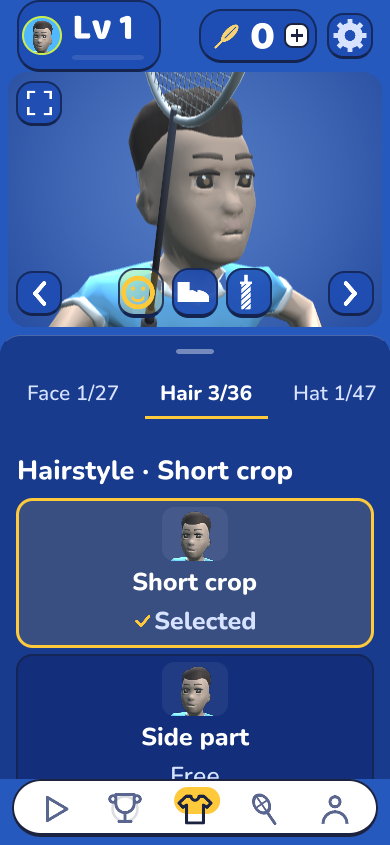 Lv 1
0
Face 1/27
Hair 3/36
Hat 1/47
Hairstyle · Short crop
Short crop
Selected
Side part
Free